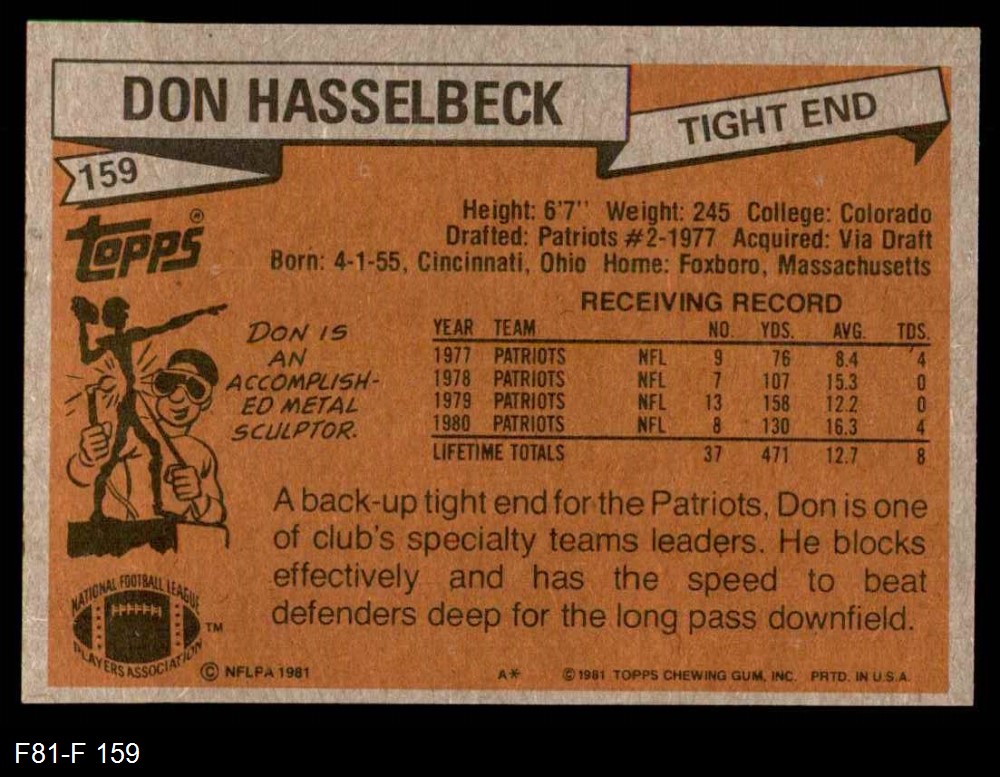 DON HASSELBECK
TIGHT END
159
Topps®
Height: 6'7'' Weight: 245 College: Colorado
Drafted: Patriots #2-1977 Acquired: Via Draft
Born: 4-1-55, Cincinnati, Ohio Home: Foxboro, Massachusetts
DON IS
AN
ACCOMPLISH-
ED METAL
SCULPTOR.
RECEIVING RECORD
YEAR TEAM NO. YDS. AVG. TDS.
1977 PATRIOTS NFL 9 76 8.4 4
1978 PATRIOTS NFL 7 107 15.3 0
1979 PATRIOTS NFL 13 158 12.2 0
1980 PATRIOTS NFL 8 130 16.3 4
LIFETIME TOTALS 37 471 12.7 8
A back-up tight end for the Patriots, Don is one
of club's specialty teams leaders. He blocks
effectively and has the speed to beat
defenders deep for the long pass downfield.
NATIONAL FOOTBALL LEAGUE
PLAYERS ASSOCIATION
TM
© NFLPA 1981
A*
© 1981 TOPPS CHEWING GUM, INC. PRTD. IN U.S.A.
F81-F 159